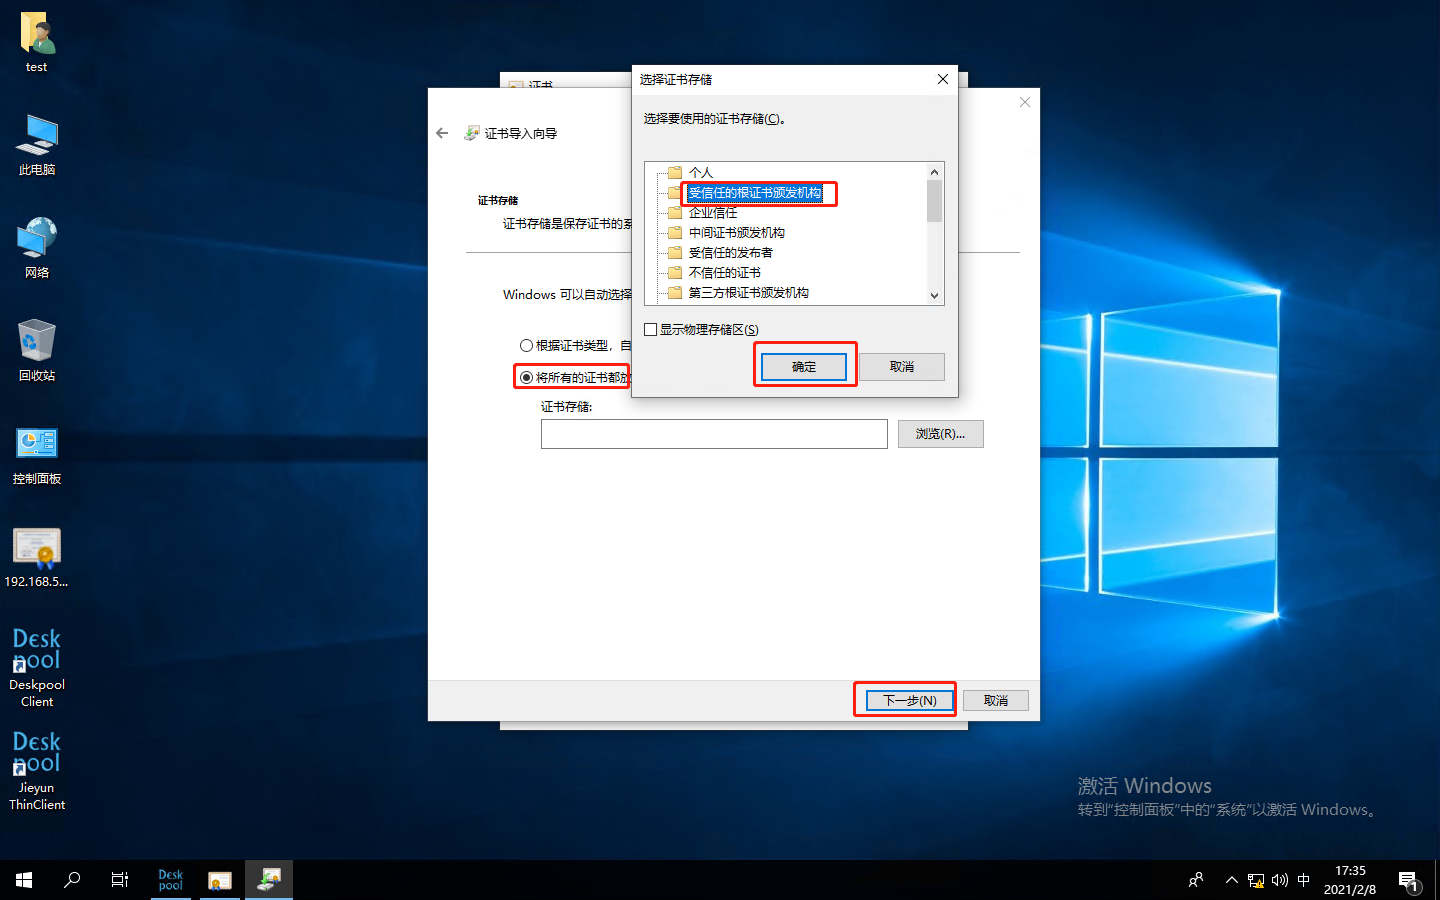 test
此电脑
网络
回收站
控制面板
192.168.5...
Desk
pool
Deskpool
Client
Desk
pool
Jieyun
ThinClient
证书
证书导入向导
证书存储
证书存储是保存证书的系
Windows 可以自动选择
根据证书类型，自
将所有的证书都放
证书存储:
浏览(R)...
下一步(N)
取消
选择证书存储
选择要使用的证书存储(C)。
个人
受信任的根证书颁发机构
企业信任
中间证书颁发机构
受信任的发布者
不信任的证书
第三方根证书颁发机构
显示物理存储区(S)
确定
取消
激活 Windows
转到“控制面板”中的“系统”以激活 Windows。
Desk
pool
中
17:35
2021/2/8
1